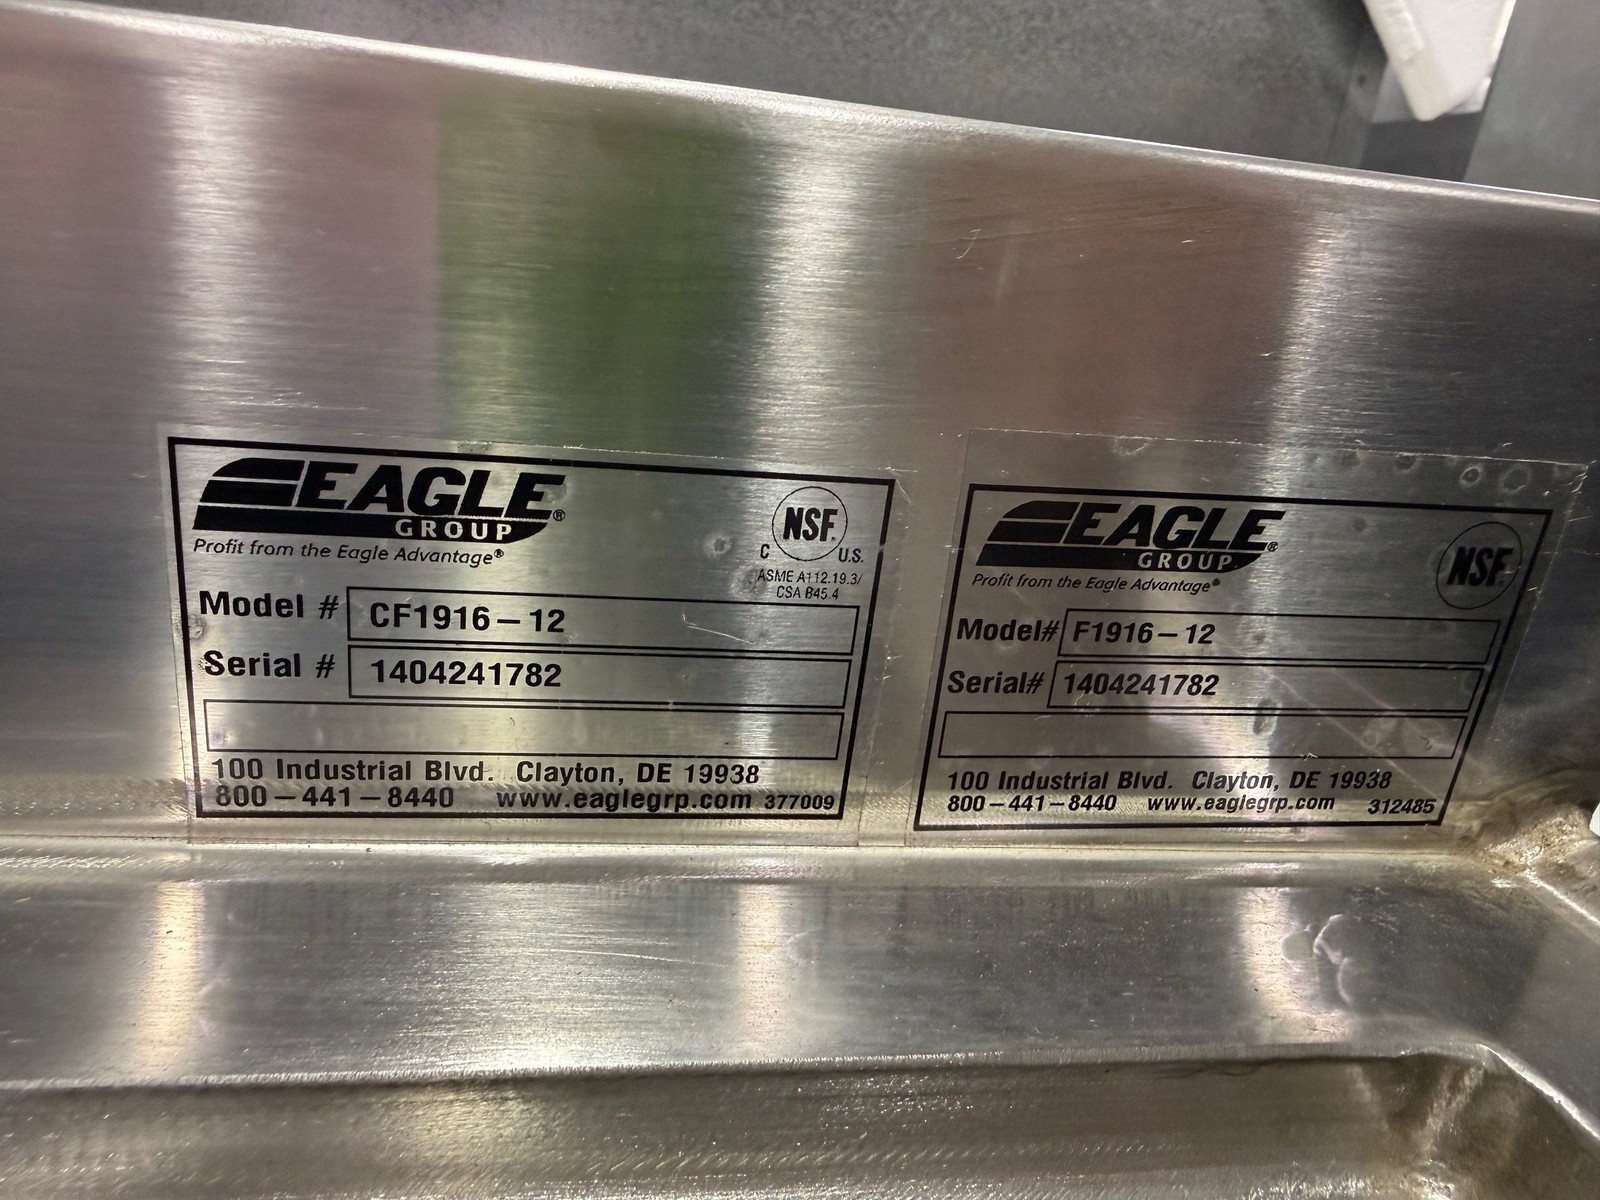 EAGLE®
GROUP
Profit from the Eagle Advantage®
NSF®
C U.S.
ASME A112.19.3/
CSA B45.4
Model # CF1916-12
Serial # 1404241782
100 Industrial Blvd. Clayton, DE 19938
800-441-8440 www.eaglegrp.com 377009
EAGLE®
GROUP
Profit from the Eagle Advantage®
NSF®
Model# F1916-12
Serial# 1404241782
100 Industrial Blvd. Clayton, DE 19938
800-441-8440 www.eaglegrp.com 312485